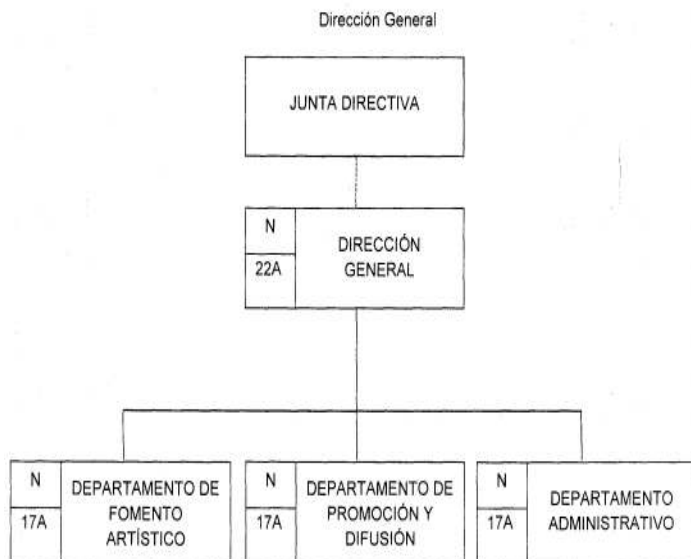 Dirección General
JUNTA DIRECTIVA
N
22A
DIRECCIÓN
GENERAL
N
17A
DEPARTAMENTO DE
FOMENTO
ARTÍSTICO
N
17A
DEPARTAMENTO DE
PROMOCIÓN Y
DIFUSIÓN
N
17A
DEPARTAMENTO
ADMINISTRATIVO